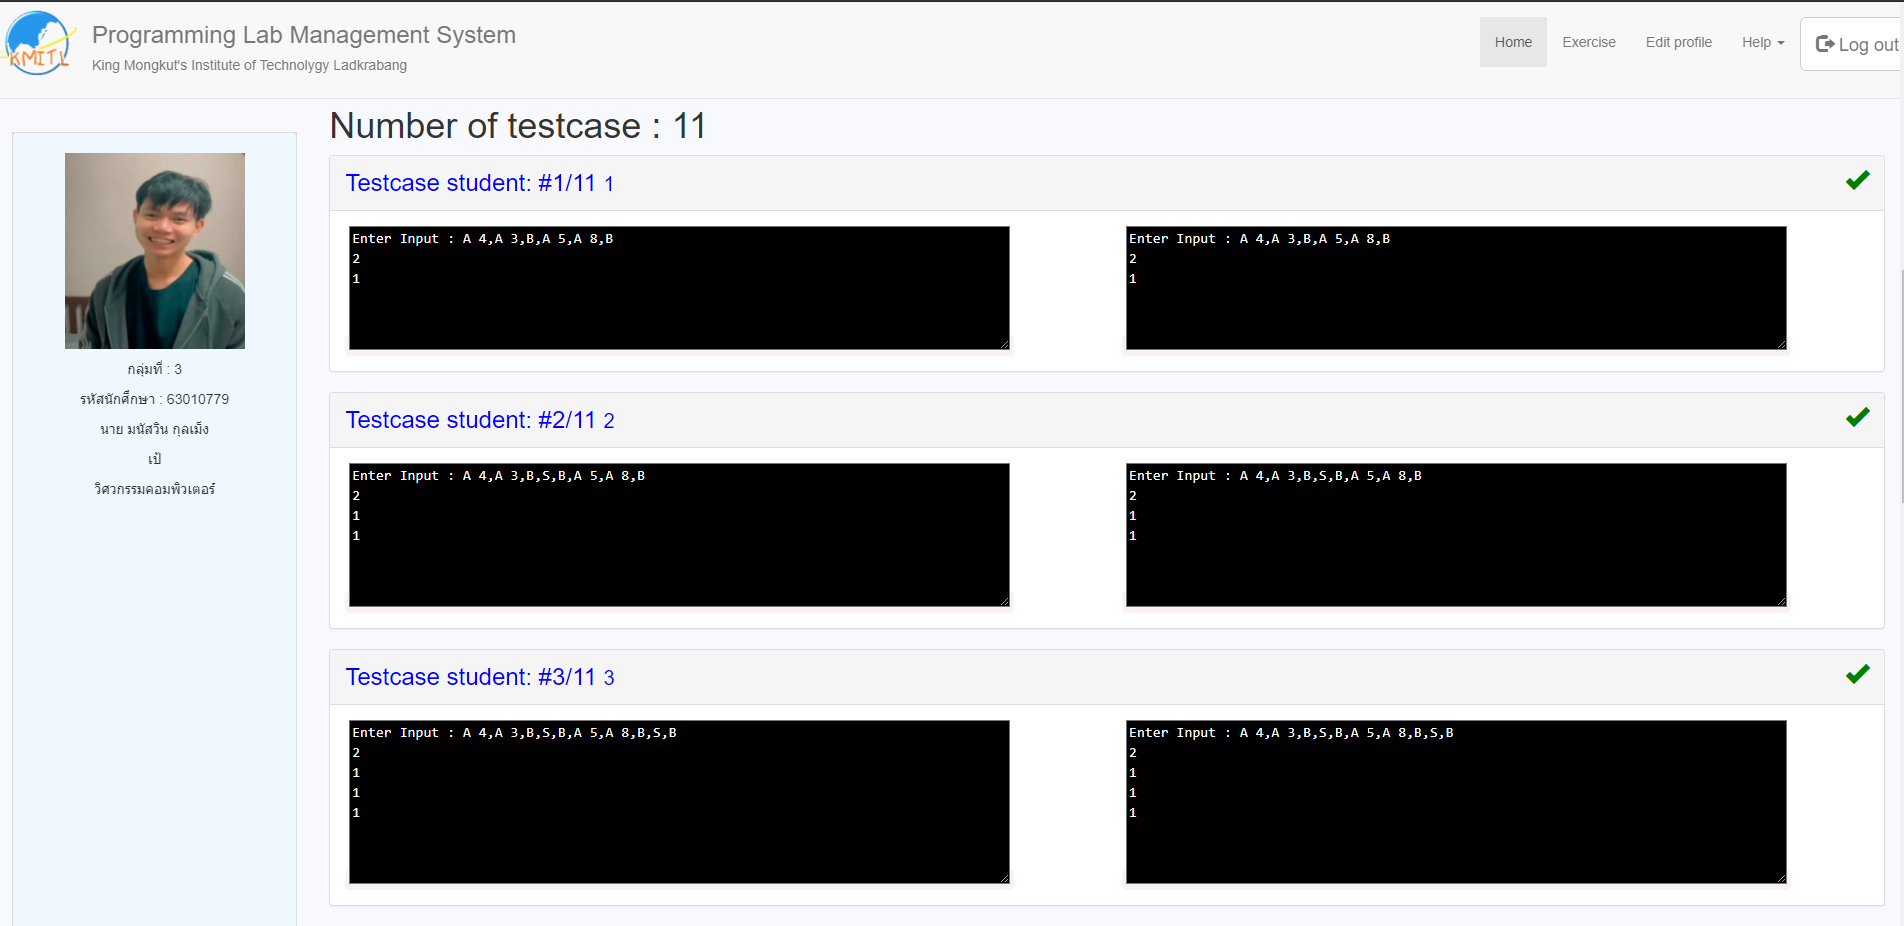 KMITL
Programming Lab Management System
King Mongkut's Institute of Technolygy Ladkrabang
Home
Exercise
Edit profile
Help
Log out
กลุ่มที่ : 3
รหัสนักศึกษา : 63010779
นาย มนัสวิน กุลเม็ง
เป้
วิศวกรรมคอมพิวเตอร์
Number of testcase : 11
Testcase student: #1/11 1
Enter Input : A 4,A 3,B,A 5,A 8,B
2
1
Enter Input : A 4,A 3,B,A 5,A 8,B
2
1
Testcase student: #2/11 2
Enter Input : A 4,A 3,B,S,B,A 5,A 8,B
2
1
1
Enter Input : A 4,A 3,B,S,B,A 5,A 8,B
2
1
1
Testcase student: #3/11 3
Enter Input : A 4,A 3,B,S,B,A 5,A 8,B,S,B
2
1
1
1
Enter Input : A 4,A 3,B,S,B,A 5,A 8,B,S,B
2
1
1
1